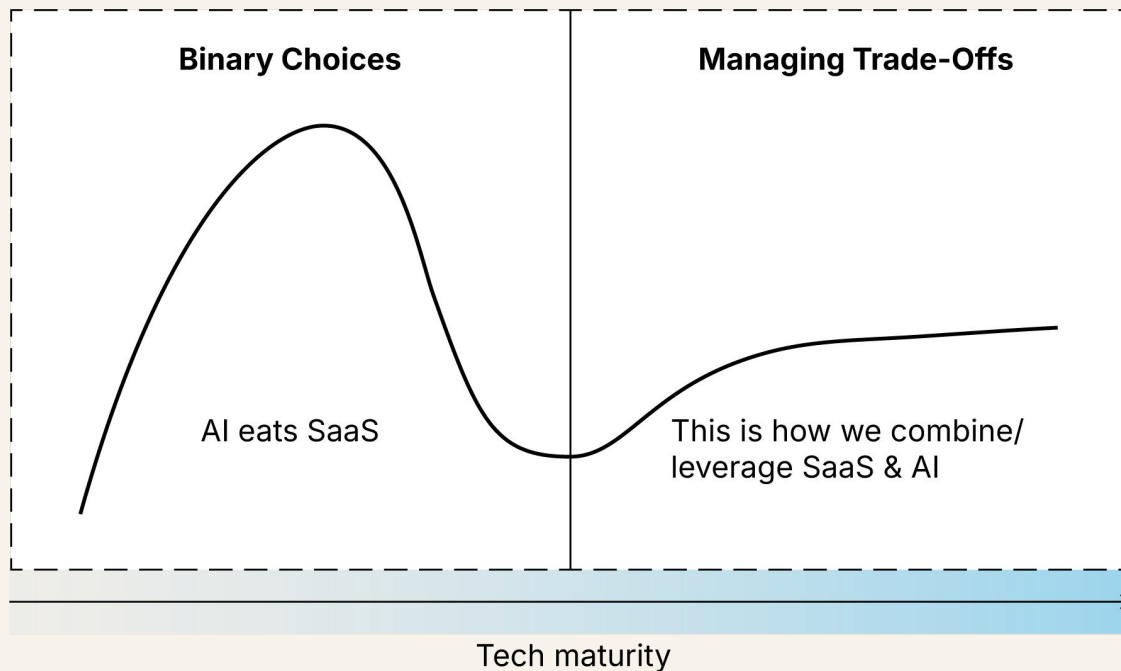 Binary Choices
Managing Trade-Offs
AI eats SaaS
This is how we combine/
leverage SaaS & AI
Tech maturity